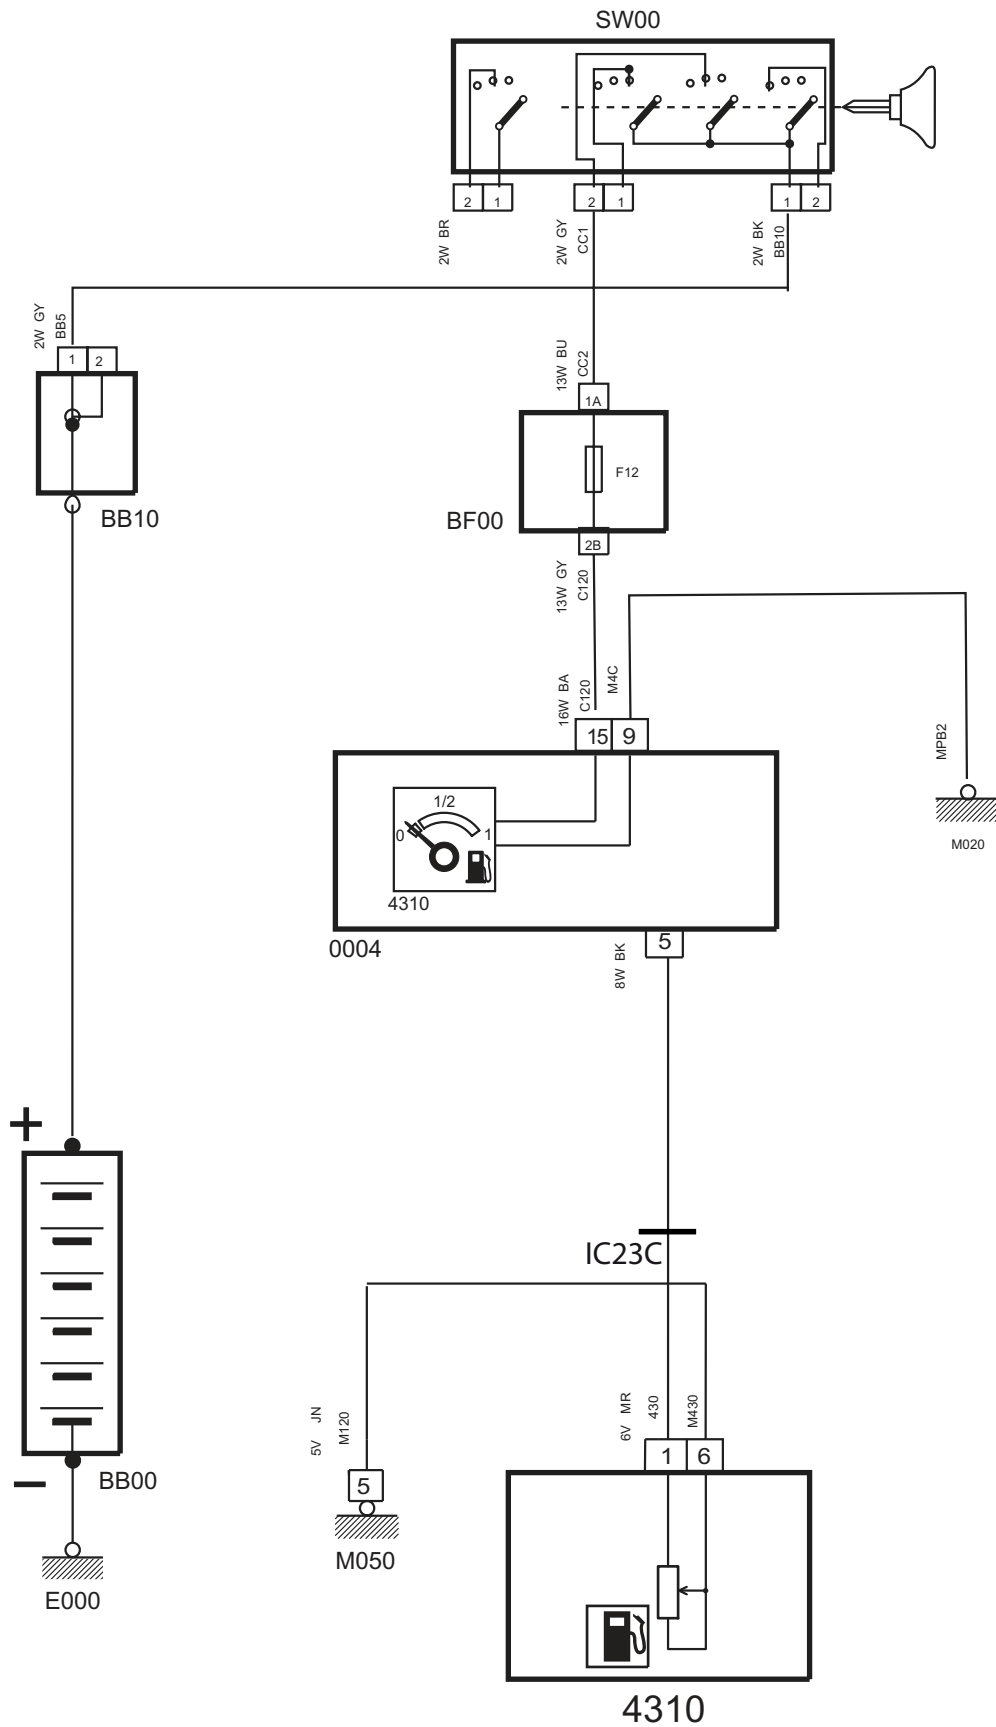 SW00
2 1
2 1
1 2
2W BR
2W GY
CC1
2W BK
BB10
2W GY
BB5
1 2
BB10
13W BU
CC2
1A
F12
BF00
2B
13W GY
C120
16W BA
C120
M4C
15 9
MPB2
M020
1/2
0 1
4310
0004
5
8W BK
+
IC23C
−
BB00
E000
5V JN
M120
5
M050
6V MR
430
M430
1 6
4310